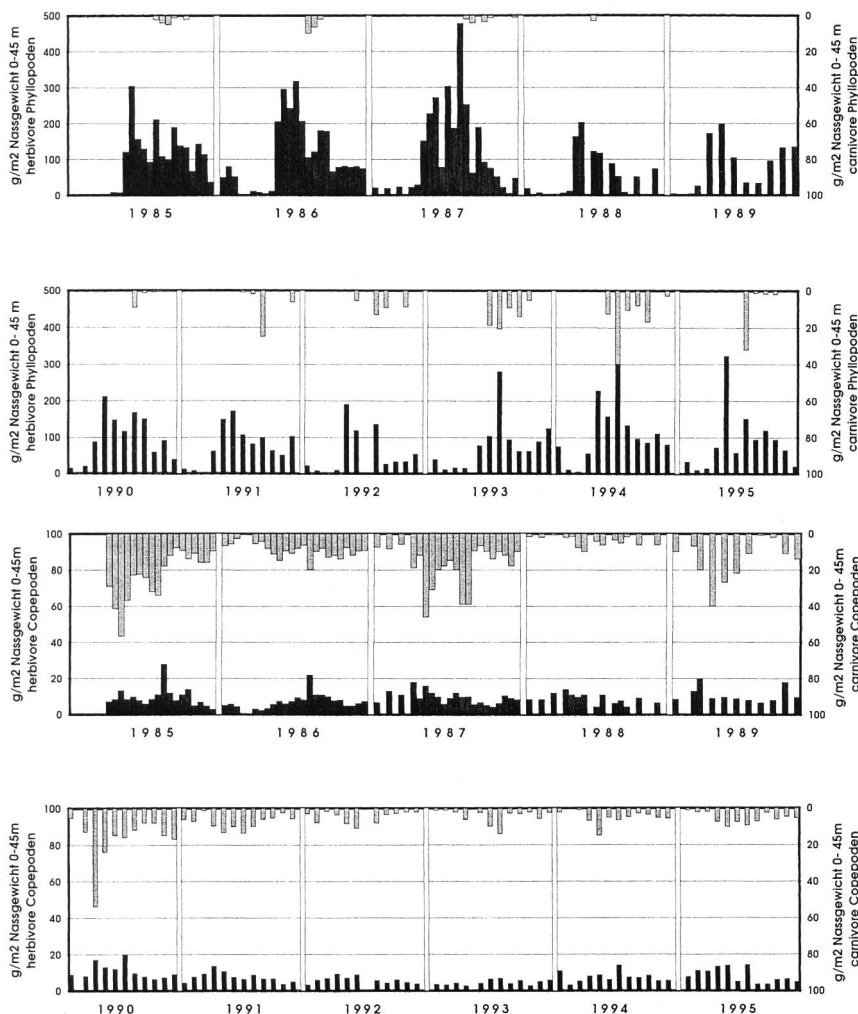 g/m2 Nassgewicht 0-45 m
herbivore Phyllopoden
500
400
300
200
100
0
0
20
40
60
80
100
g/m2 Nassgewicht 0- 45 m
carnivore Phyllopoden
1985 1986 1987 1988 1989
g/m2 Nassgewicht 0-45 m
herbivore Phyllopoden
500
400
300
200
100
0
0
20
40
60
80
100
g/m2 Nassgewicht 0- 45 m
carnivore Phyllopoden
1990 1991 1992 1993 1994 1995
g/m2 Nassgewicht 0-45m
herbivore Copepoden
100
80
60
40
20
0
0
20
40
60
80
100
g/m2 Nassgewicht 0- 45m
carnivore Copepoden
1985 1986 1987 1988 1989
g/m2 Nassgewicht 0-45m
herbivore Copepoden
100
80
60
40
20
0
0
20
40
60
80
100
g/m2 Nassgewicht 0- 45m
carnivore Copepoden
1990 1991 1992 1993 1994 1995